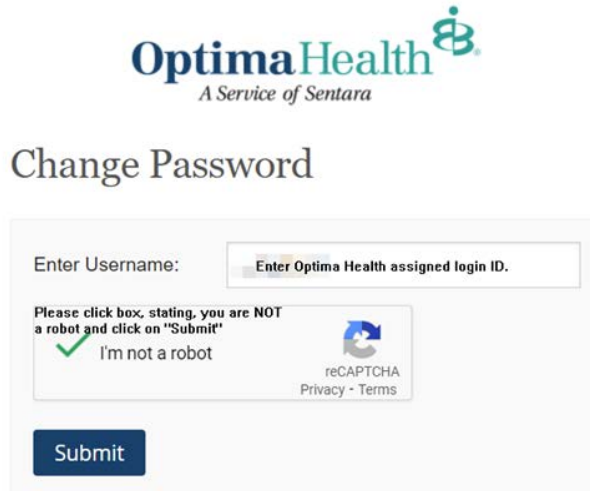 OptimaHealth®
A Service of Sentara
Change Password
Enter Username:
Enter Optima Health assigned login ID.
Please click box, stating, you are NOT
a robot and click on "Submit"
I'm not a robot
reCAPTCHA
Privacy - Terms
Submit